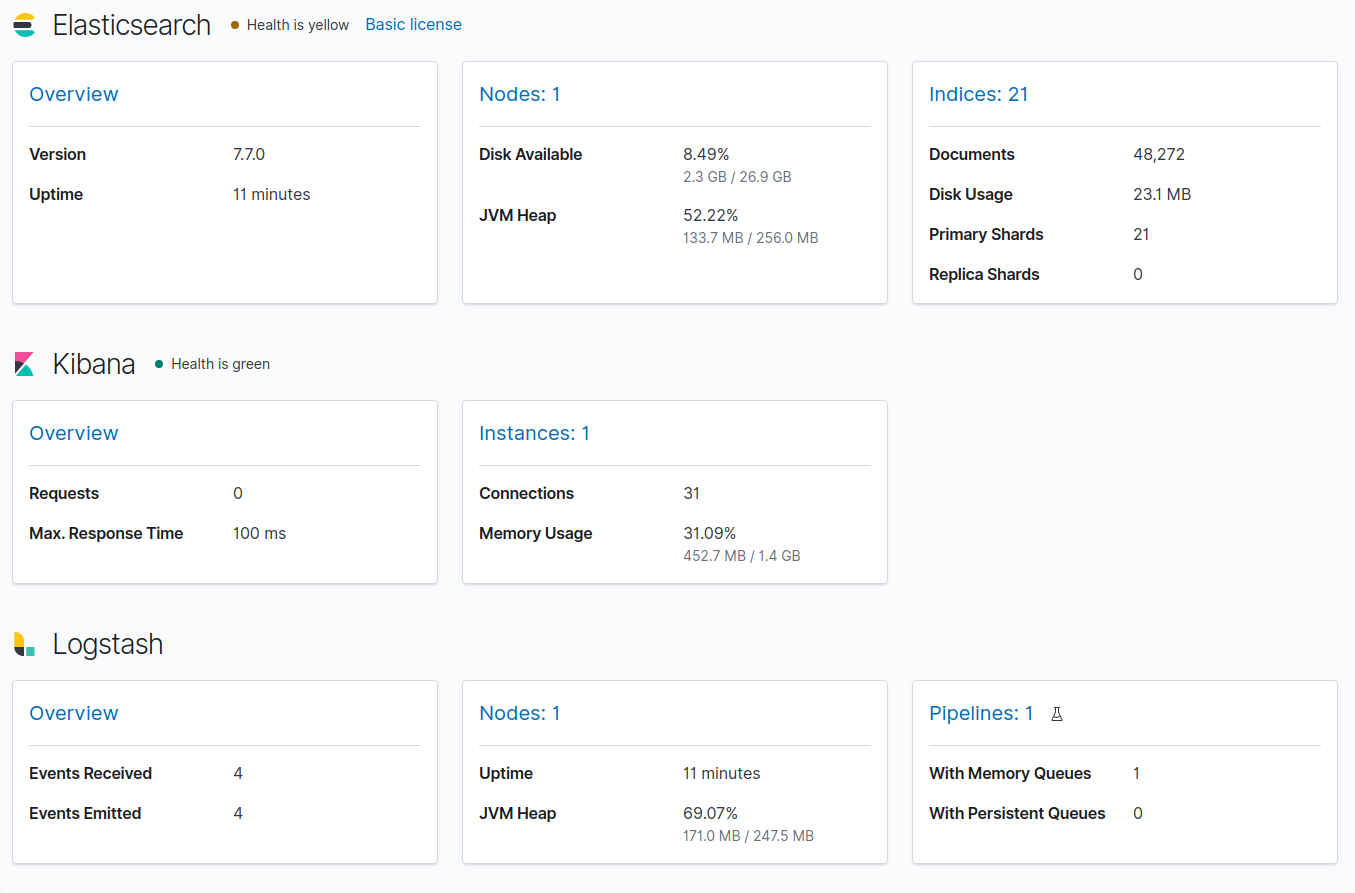 Elasticsearch Health is yellow Basic license
Overview
Version 7.7.0
Uptime 11 minutes
Nodes: 1
Disk Available 8.49%
2.3 GB / 26.9 GB
JVM Heap 52.22%
133.7 MB / 256.0 MB
Indices: 21
Documents 48,272
Disk Usage 23.1 MB
Primary Shards 21
Replica Shards 0
Kibana Health is green
Overview
Requests 0
Max. Response Time 100 ms
Instances: 1
Connections 31
Memory Usage 31.09%
452.7 MB / 1.4 GB
Logstash
Overview
Events Received 4
Events Emitted 4
Nodes: 1
Uptime 11 minutes
JVM Heap 69.07%
171.0 MB / 247.5 MB
Pipelines: 1
With Memory Queues 1
With Persistent Queues 0